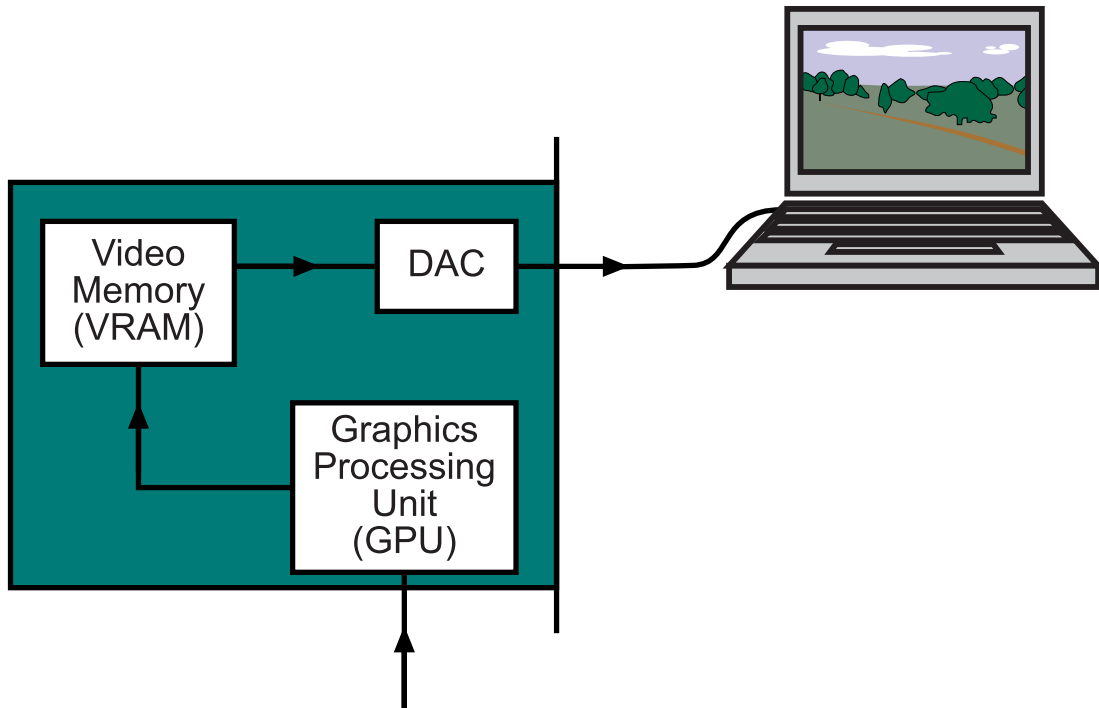 Video
Memory
(VRAM)
DAC
Graphics
Processing
Unit
(GPU)